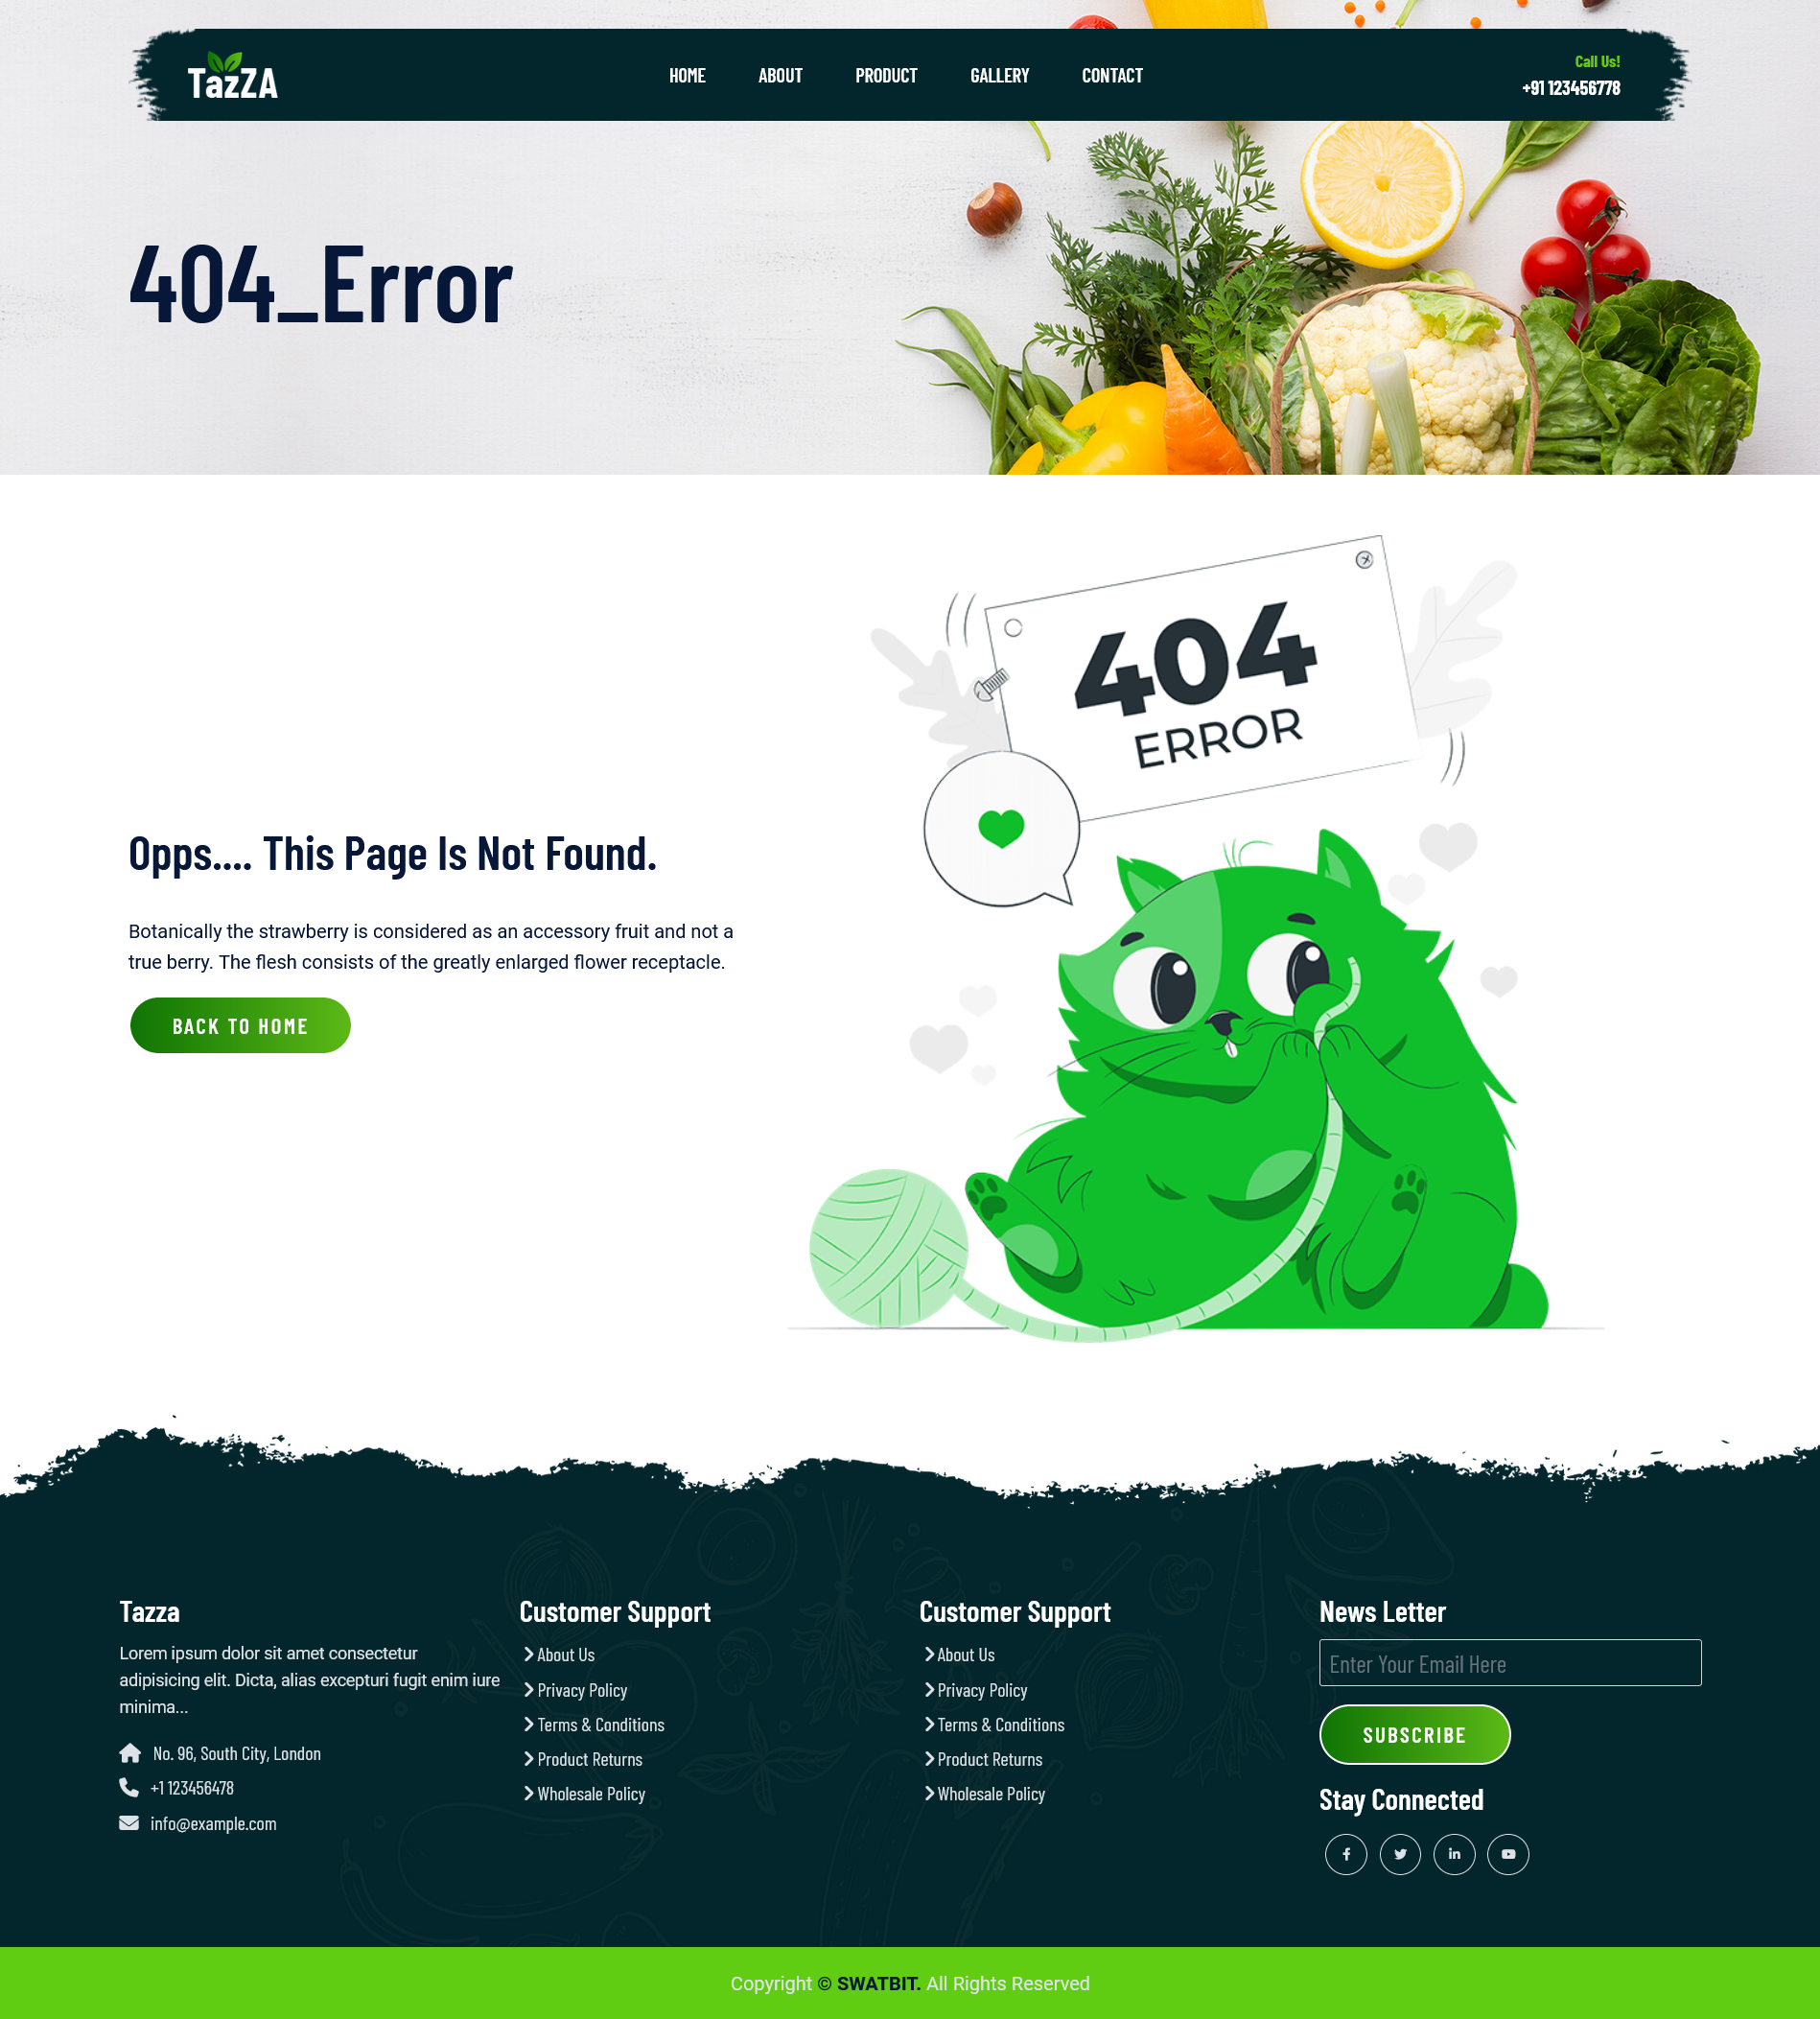 TazZA
HOME
ABOUT
PRODUCT
GALLERY
CONTACT
Call Us!
+91 123456778
404_Error
404
ERROR
Opps.... This Page Is Not Found.
Botanically the strawberry is considered as an accessory fruit and not a
true berry. The flesh consists of the greatly enlarged flower receptacle.
BACK TO HOME
Tazza
Lorem ipsum dolor sit amet consectetur
adipisicing elit. Dicta, alias excepturi fugit enim iure
minima...
No. 96, South City, London
+1 123456478
info@example.com
Customer Support
About Us
Privacy Policy
Terms & Conditions
Product Returns
Wholesale Policy
Customer Support
About Us
Privacy Policy
Terms & Conditions
Product Returns
Wholesale Policy
News Letter
Enter Your Email Here
SUBSCRIBE
Stay Connected
Copyright © SWATBIT. All Rights Reserved